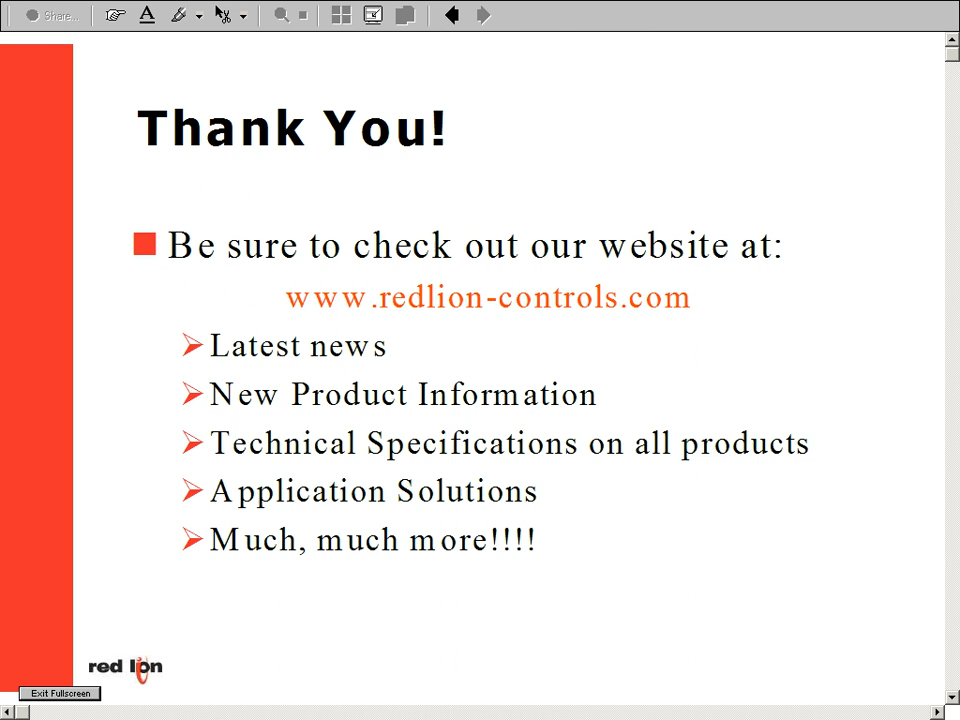 Share...
Thank You!
Be sure to check out our website at:
www.redlion-controls.com
Latest news
New Product Information
Technical Specifications on all products
Application Solutions
Much, much more!!!!
red lion
Exit Fullscreen